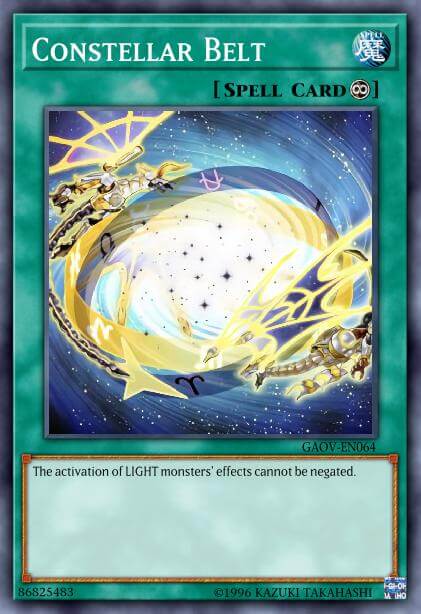 CONSTELLAR BELT
魔
[SPELL CARD]
GAOV-EN064
The activation of LIGHT monsters' effects cannot be negated.
86825483
©1996 KAZUKI TAKAHASHI